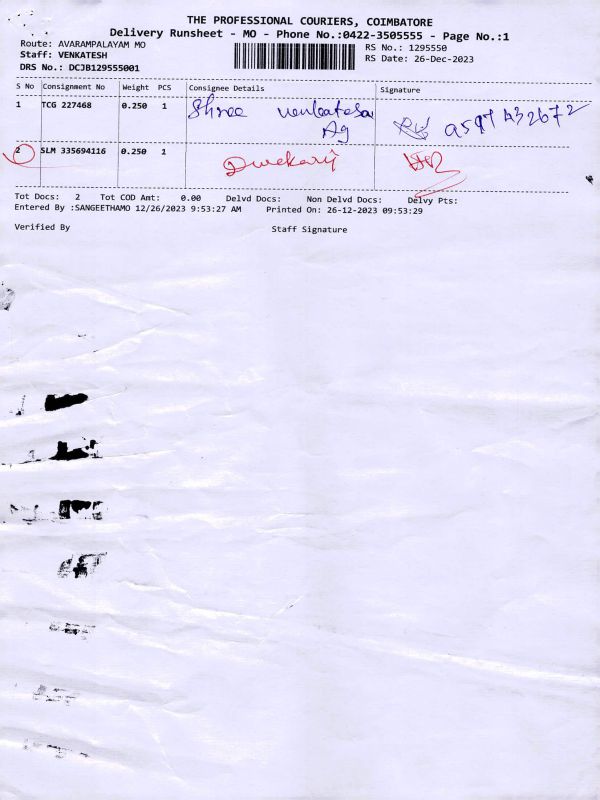 THE PROFESSIONAL COURIERS, COIMBATORE
Delivery Runsheet - MO - Phone No.:0422-3505555 - Page No.:1
Route: AVARAMPALAYAM MO
RS No.: 1295550
Staff: VENKATESH
RS Date: 26-Dec-2023
DRS No.: DCJB129555001
S No Consignment No Weight PCS Consignee Details Signature
1 TCG 227468 0.250 1 Shree venkatesa
Ag
2 SLM 335694116 0.250 1
Tot Docs: 2 Tot COD Amt: 0.00 Delvd Docs: Non Delvd Docs: Delvy Pts:
Entered By :SANGEETHAMO 12/26/2023 9:53:27 AM Printed On: 26-12-2023 09:53:29
Verified By Staff Signature